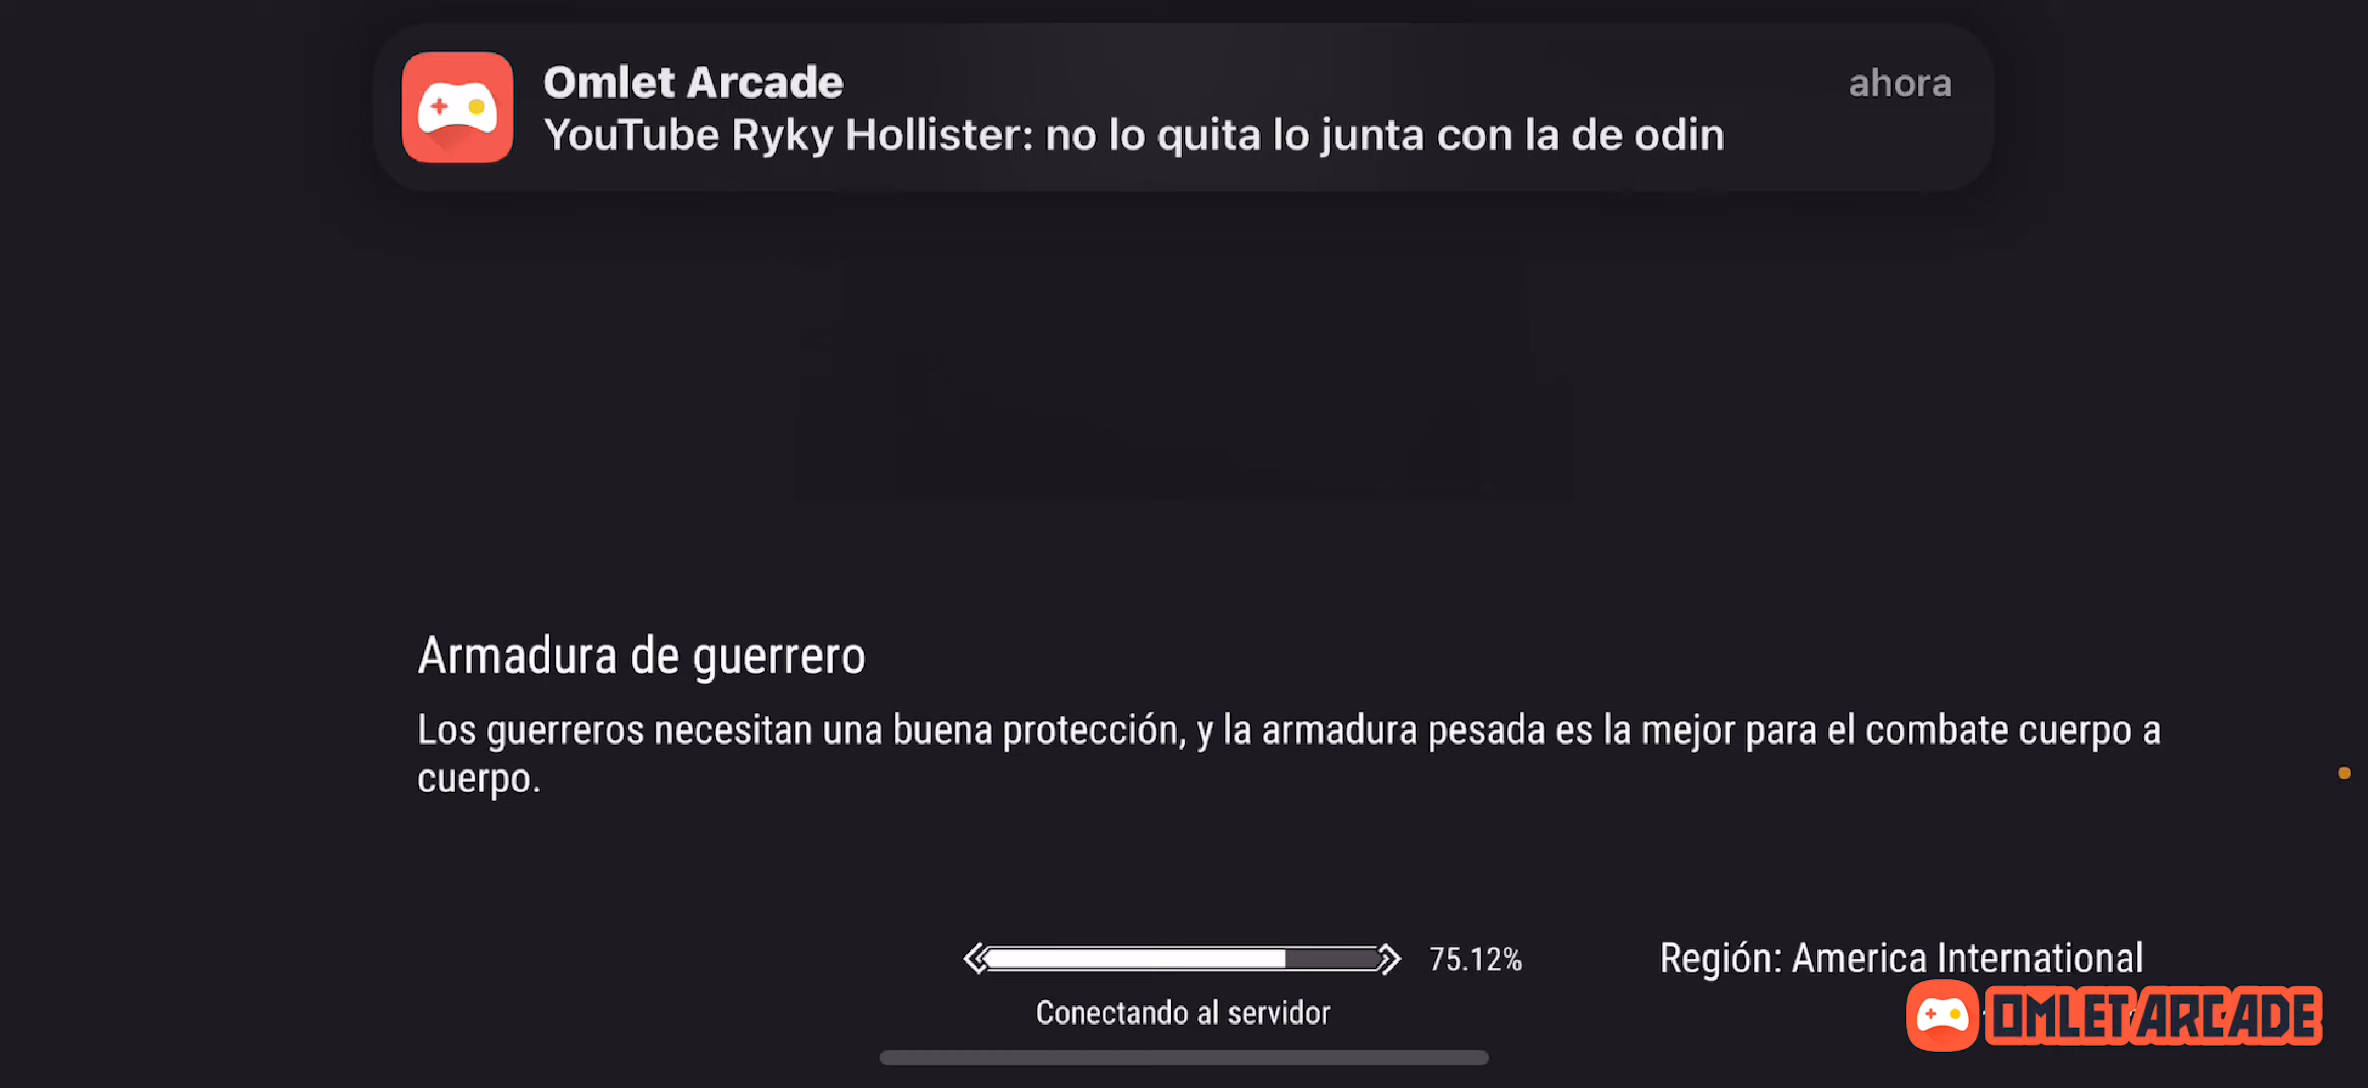 Omlet Arcade
ahora
YouTube Ryky Hollister: no lo quita lo junta con la de odin
Armadura de guerrero
Los guerreros necesitan una buena protección, y la armadura pesada es la mejor para el combate cuerpo a
cuerpo.
75.12%
Región: America International
Conectando al servidor
OMLET ARCADE